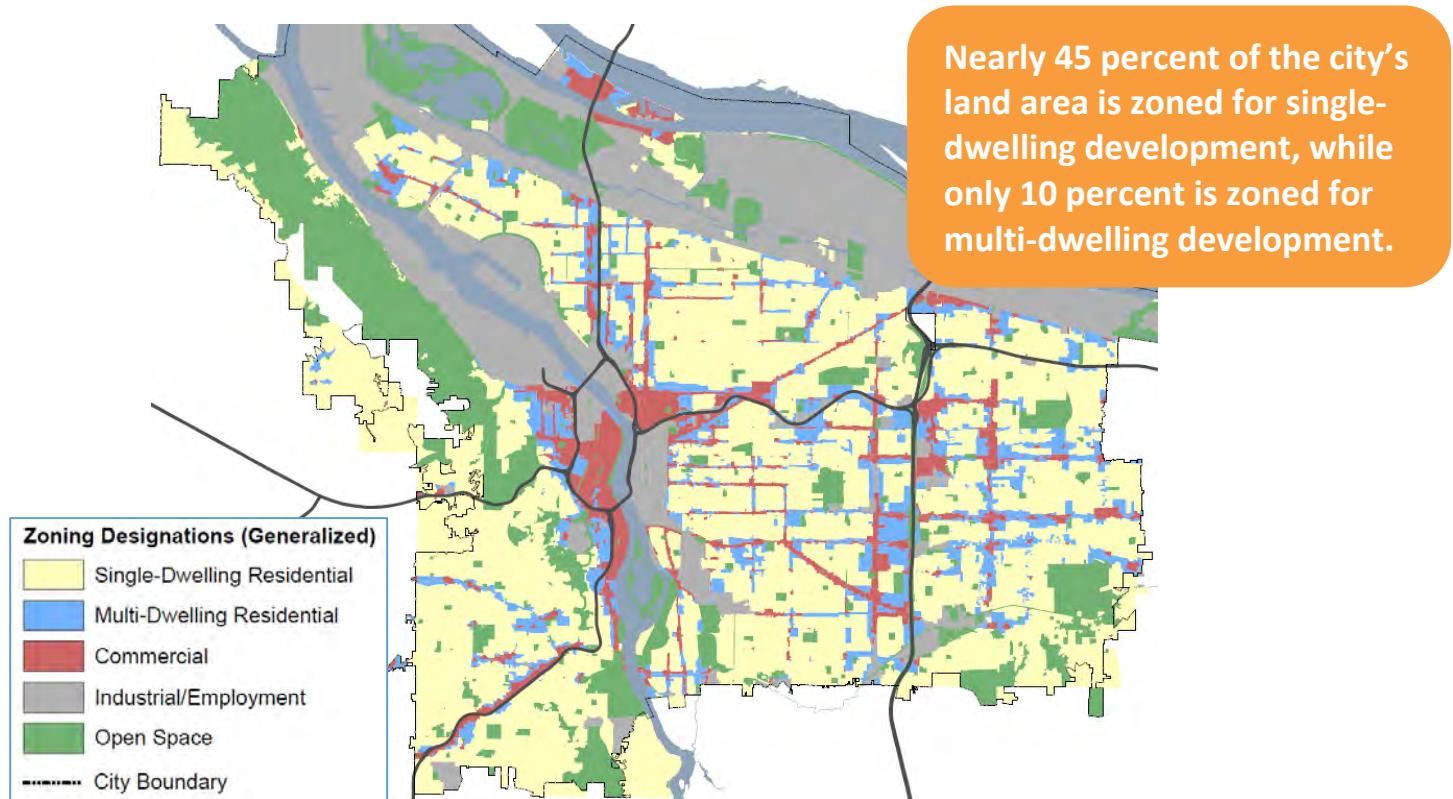 Nearly 45 percent of the city’s
land area is zoned for single-
dwelling development, while
only 10 percent is zoned for
multi-dwelling development.
Zoning Designations (Generalized)
Single-Dwelling Residential
Multi-Dwelling Residential
Commercial
Industrial/Employment
Open Space
City Boundary